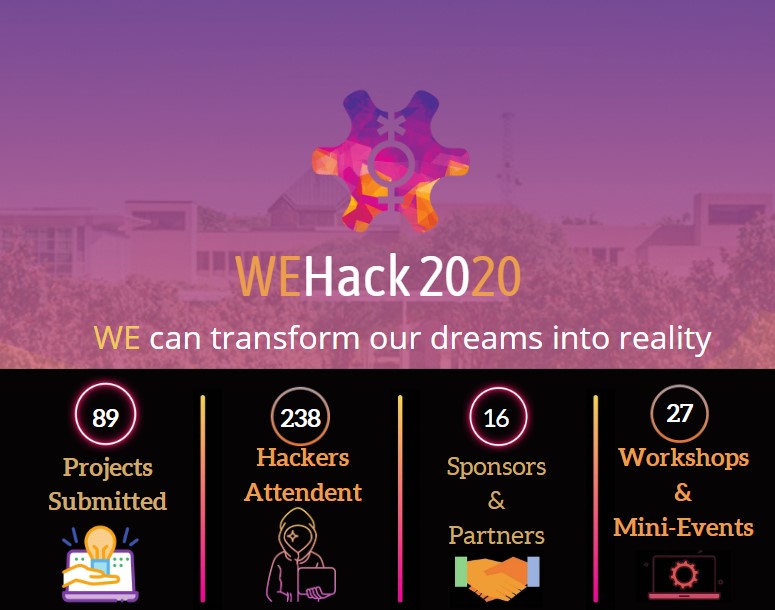 WEHack 2020
WE can transform our dreams into reality
89
Projects
Submitted
238
Hackers
Attendent
16
Sponsors
&
Partners
27
Workshops
&
Mini-Events